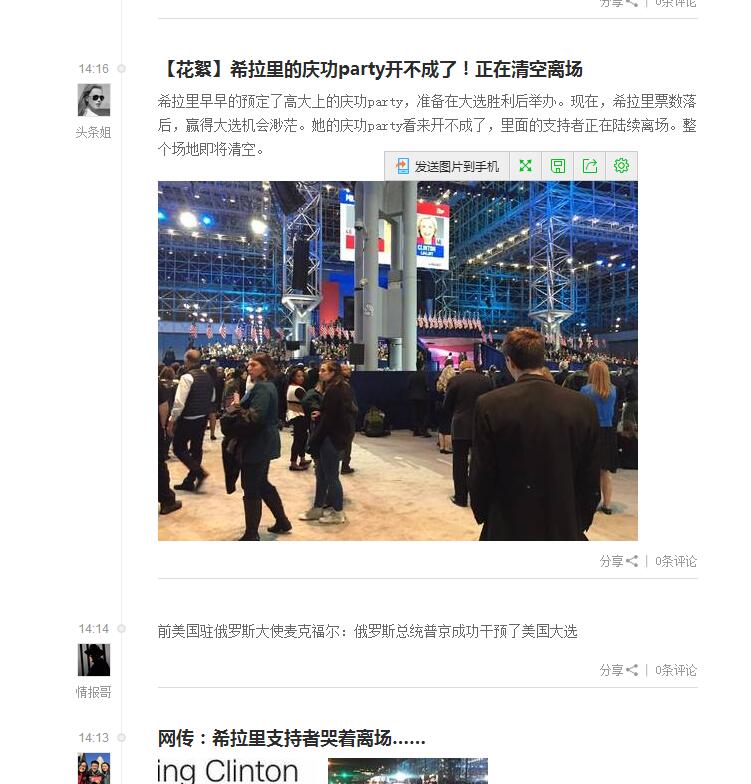 分享 | 0条评论
14:16
【花絮】希拉里的庆功party开不成了！正在清空离场
头条姐
希拉里早早的预定了高大上的庆功party，准备在大选胜利后举办。现在，希拉里票数落
后，赢得大选机会渺茫。她的庆功party看来开不成了，里面的支持者正在陆续离场。整
个场地即将清空。
发送图片到手机
CLINTON
分享 | 0条评论
14:14
前美国驻俄罗斯大使麦克福尔：俄罗斯总统普京成功干预了美国大选
情报哥
分享 | 0条评论
14:13
网传：希拉里支持者哭着离场……
ing Clinton